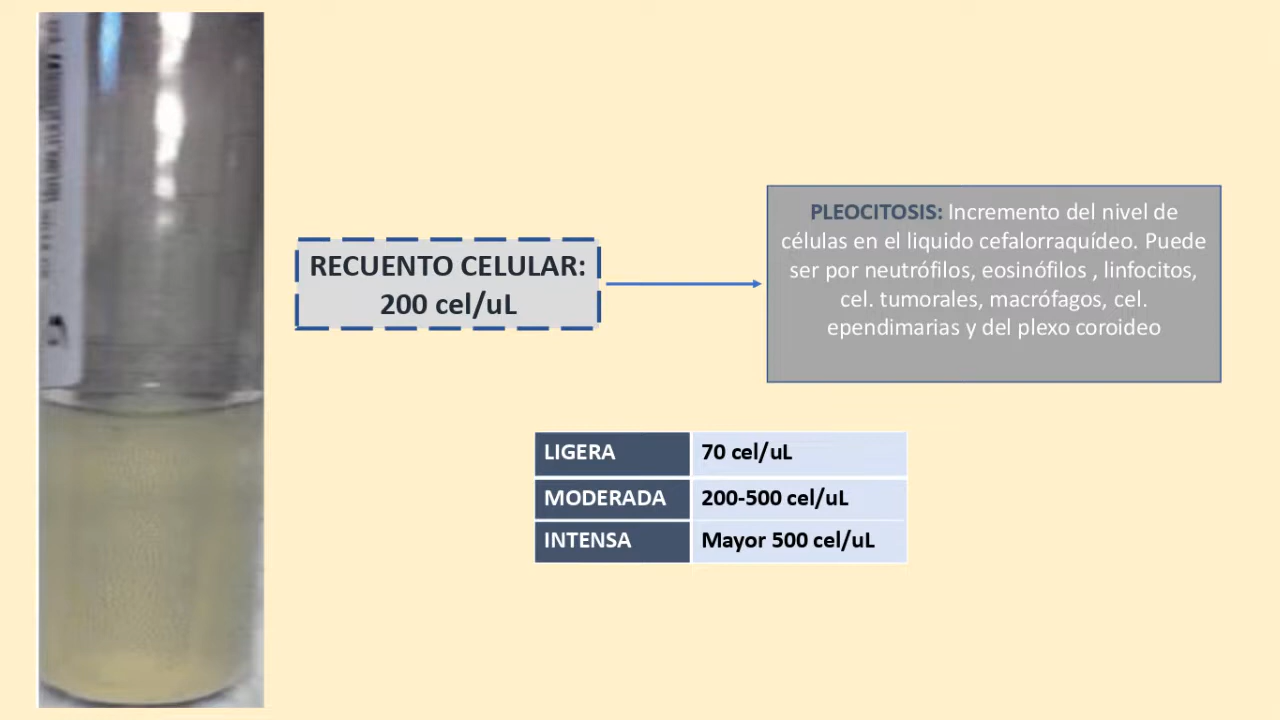 RECUENTO CELULAR:
200 cel/uL
PLEOCITOSIS: Incremento del nivel de
células en el liquido cefalorraquídeo. Puede
ser por neutrófilos, eosinófilos , linfocitos,
cel. tumorales, macrófagos, cel.
ependimarias y del plexo coroideo
LIGERA 70 cel/uL
MODERADA 200-500 cel/uL
INTENSA Mayor 500 cel/uL